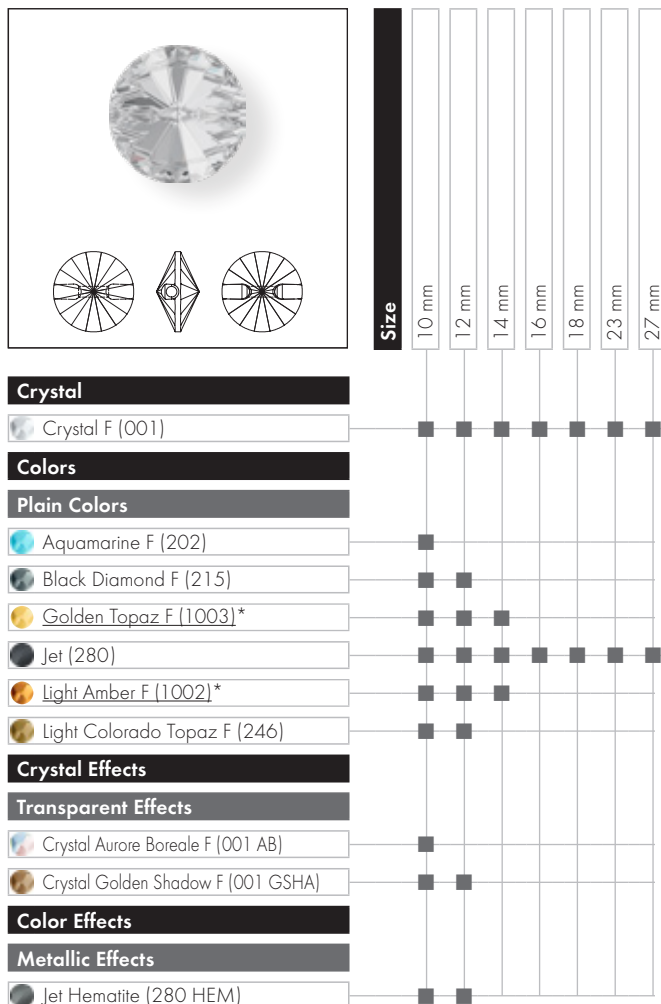 Size
10 mm
12 mm
14 mm
16 mm
18 mm
23 mm
27 mm
Crystal
Crystal F (001)
Colors
Plain Colors
Aquamarine F (202)
Black Diamond F (215)
Golden Topaz F (1003)*
Jet (280)
Light Amber F (1002)*
Light Colorado Topaz F (246)
Crystal Effects
Transparent Effects
Crystal Aurore Boreale F (001 AB)
Crystal Golden Shadow F (001 GSHA)
Color Effects
Metallic Effects
Jet Hematite (280 HEM)